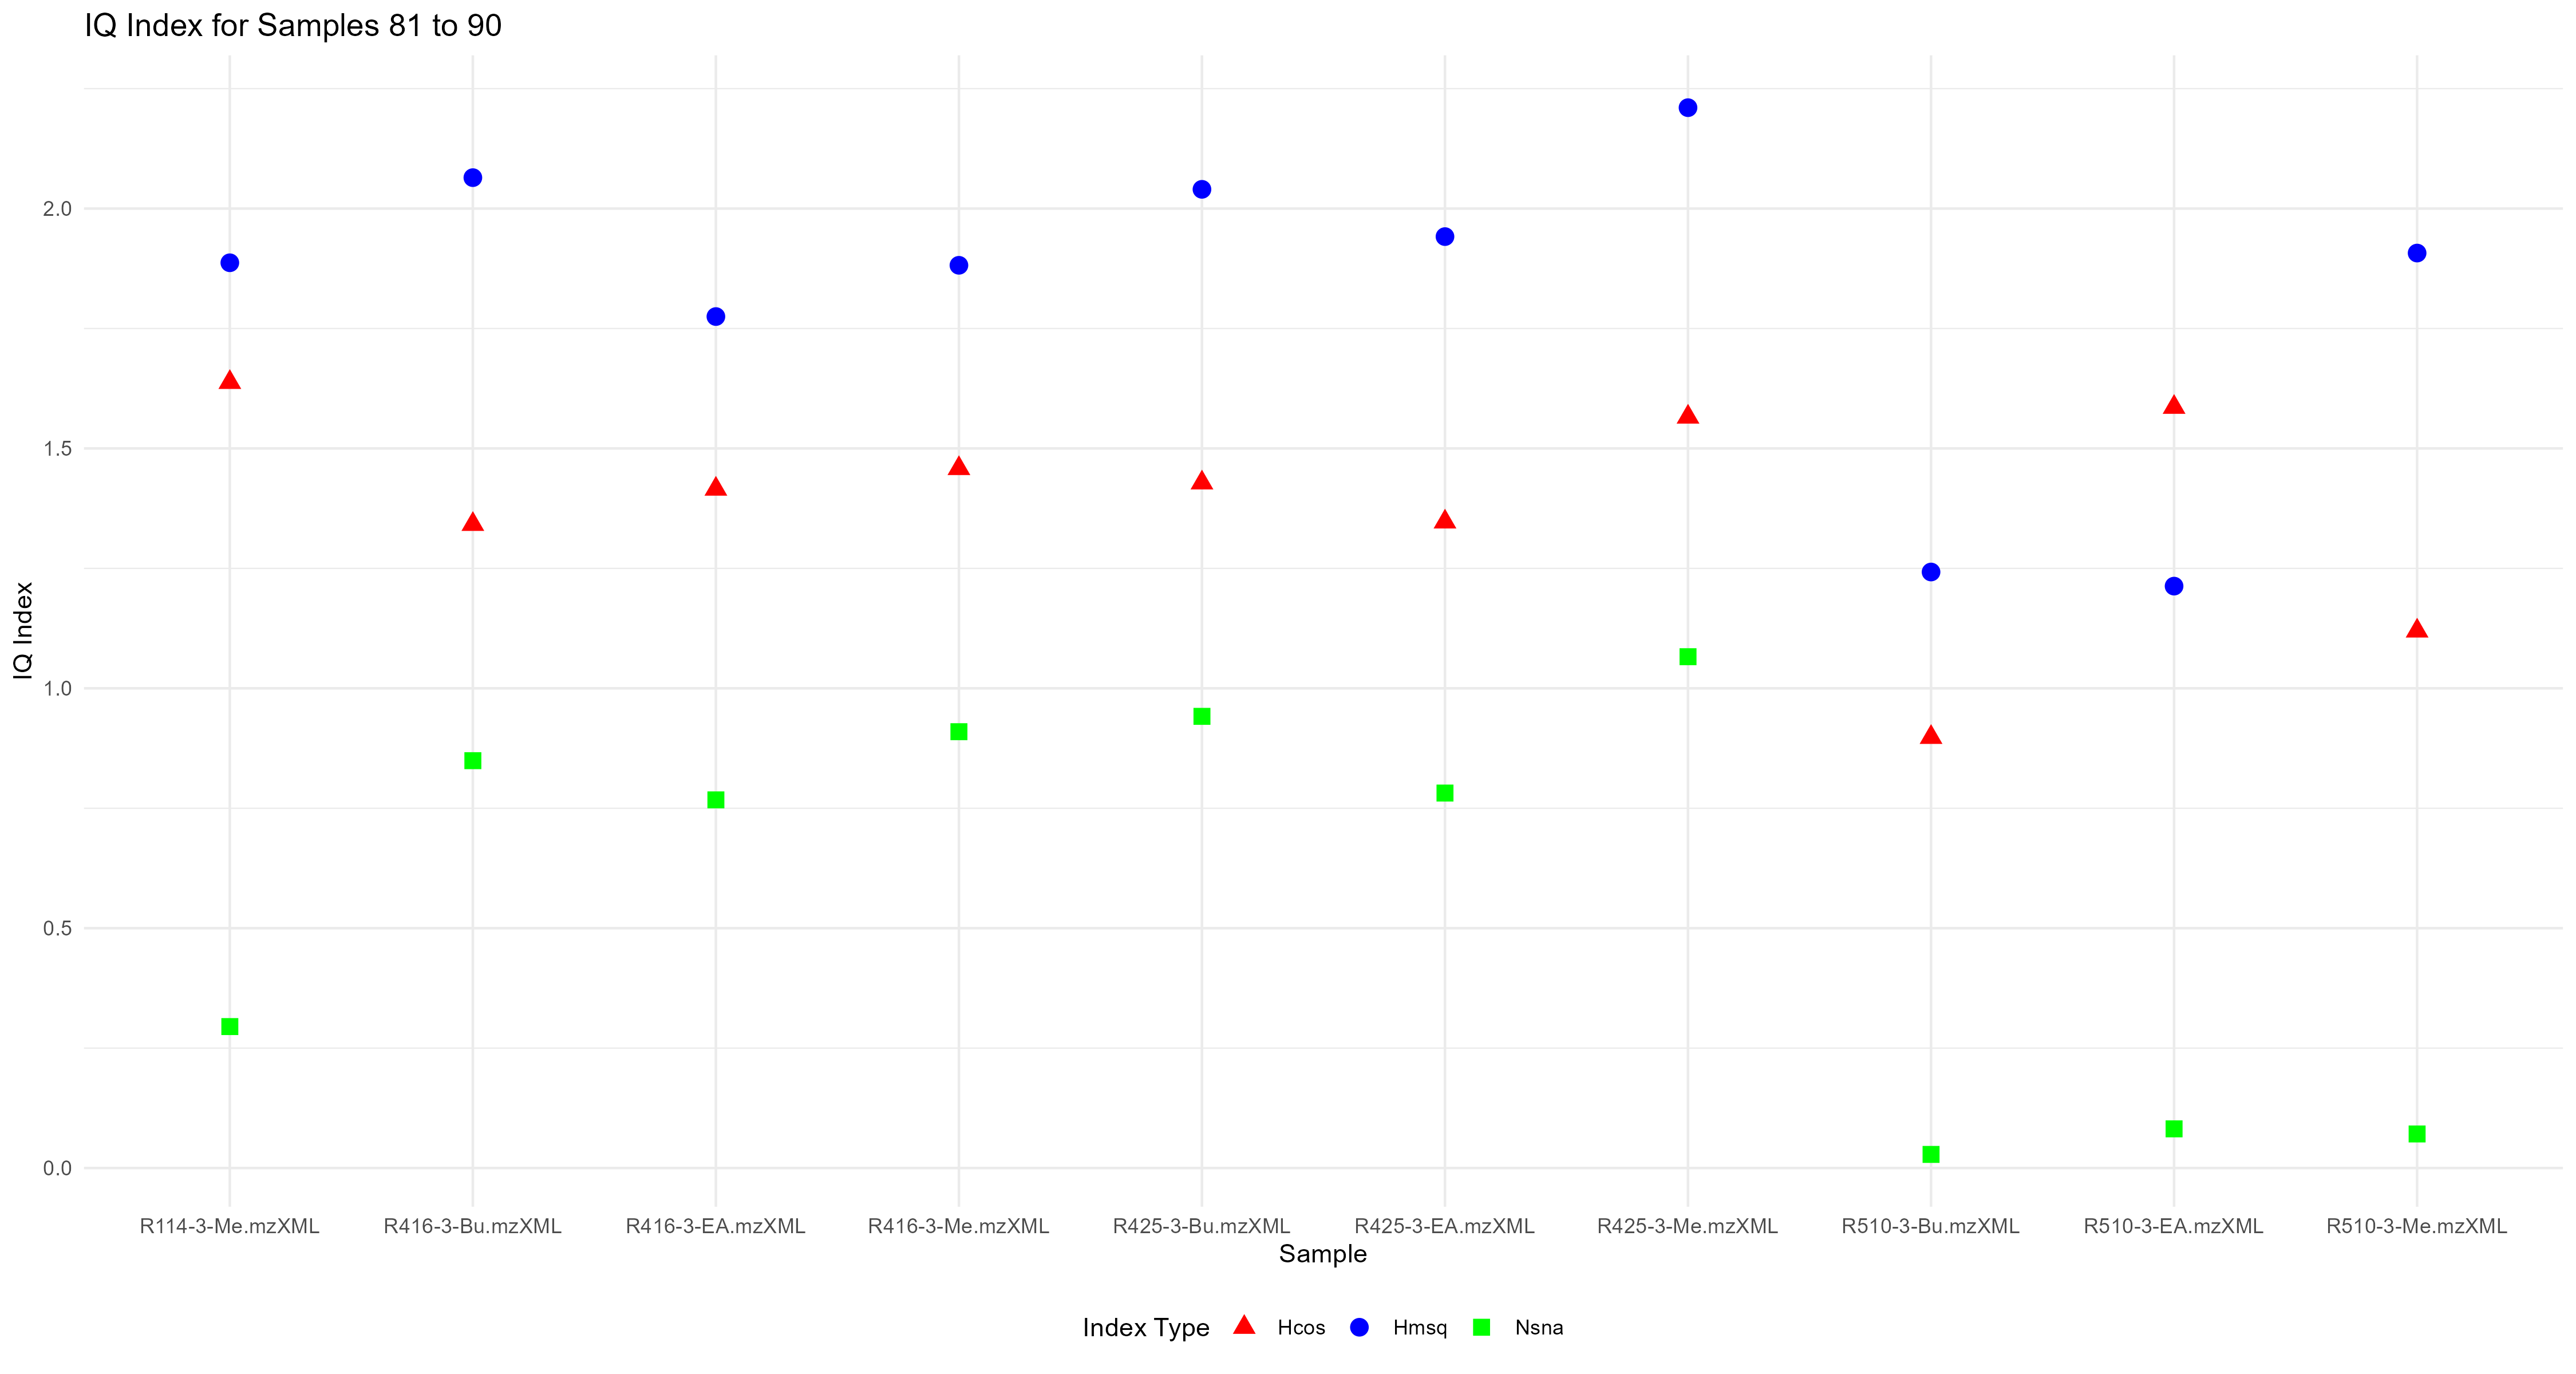 IQ Index for Samples 81 to 90
IQ Index
2.0
1.5
1.0
0.5
0.0
R114-3-Me.mzXML R416-3-Bu.mzXML R416-3-EA.mzXML R416-3-Me.mzXML R425-3-Bu.mzXML R425-3-EA.mzXML R425-3-Me.mzXML R510-3-Bu.mzXML R510-3-EA.mzXML R510-3-Me.mzXML
Sample
Index Type Hcos Hmsq Nsna